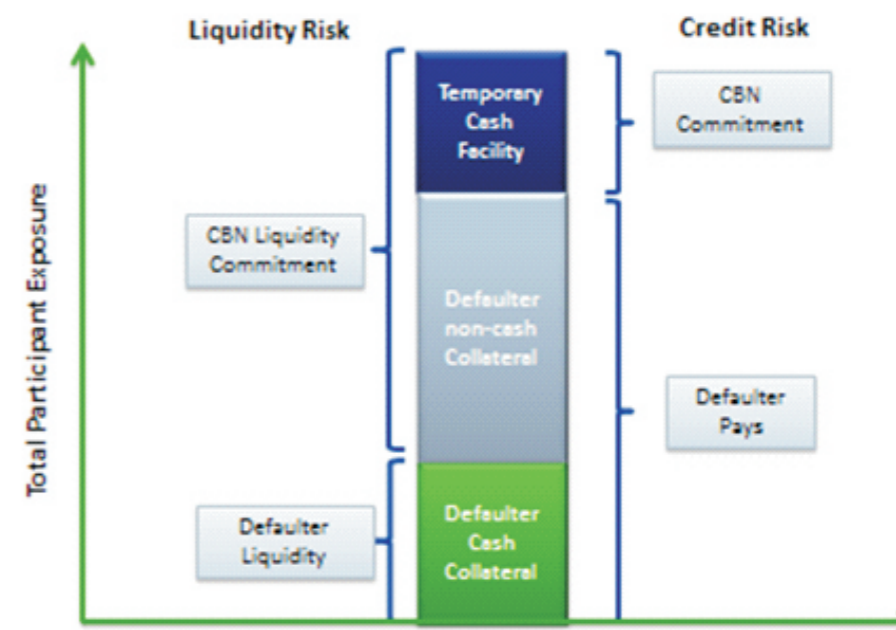 Liquidity Risk
Credit Risk
Temporary
Cash
Facility
CBN
Commitment
CBN Liquidity
Commitment
Total Participant Exposure
Defaulter
non-cash
Collateral
Defaulter
Pays
Defaulter
Liquidity
Defaulter
Cash
Collateral